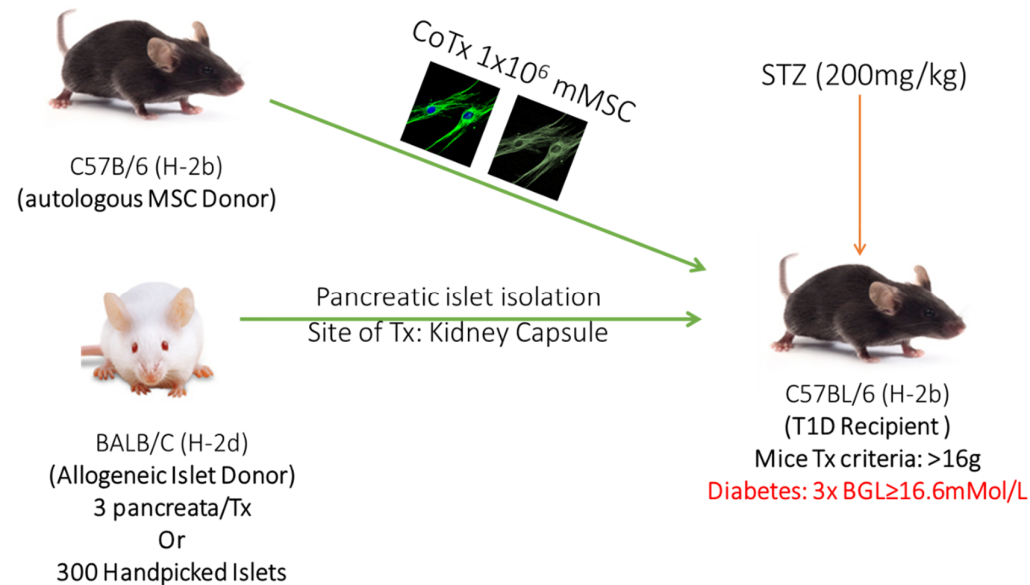 CoTx 1x10⁶ mMSC
STZ (200mg/kg)
C57B/6 (H-2b)
(autologous MSC Donor)
Pancreatic islet isolation
Site of Tx: Kidney Capsule
BALB/C (H-2d)
(Allogeneic Islet Donor)
3 pancreata/Tx
Or
300 Handpicked Islets
C57BL/6 (H-2b)
(T1D Recipient )
Mice Tx criteria: >16g
Diabetes: 3x BGL≥16.6mMol/L